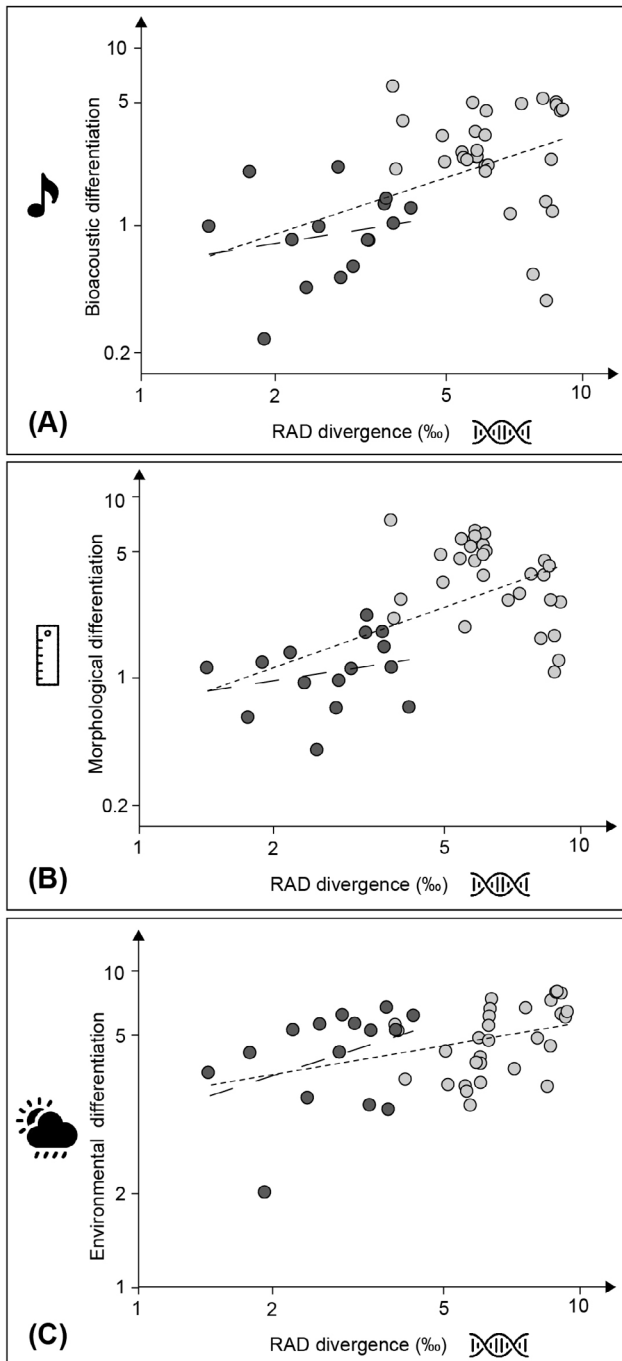 10
5
1
0.2
Bioacoustic differentiation
1 2 5 10
RAD divergence (‰)
(A)
10
5
1
0.2
Morphological differentiation
1 2 5 10
RAD divergence (‰)
(B)
10
5
2
1
Environmental differentiation
1 2 5 10
RAD divergence (‰)
(C)